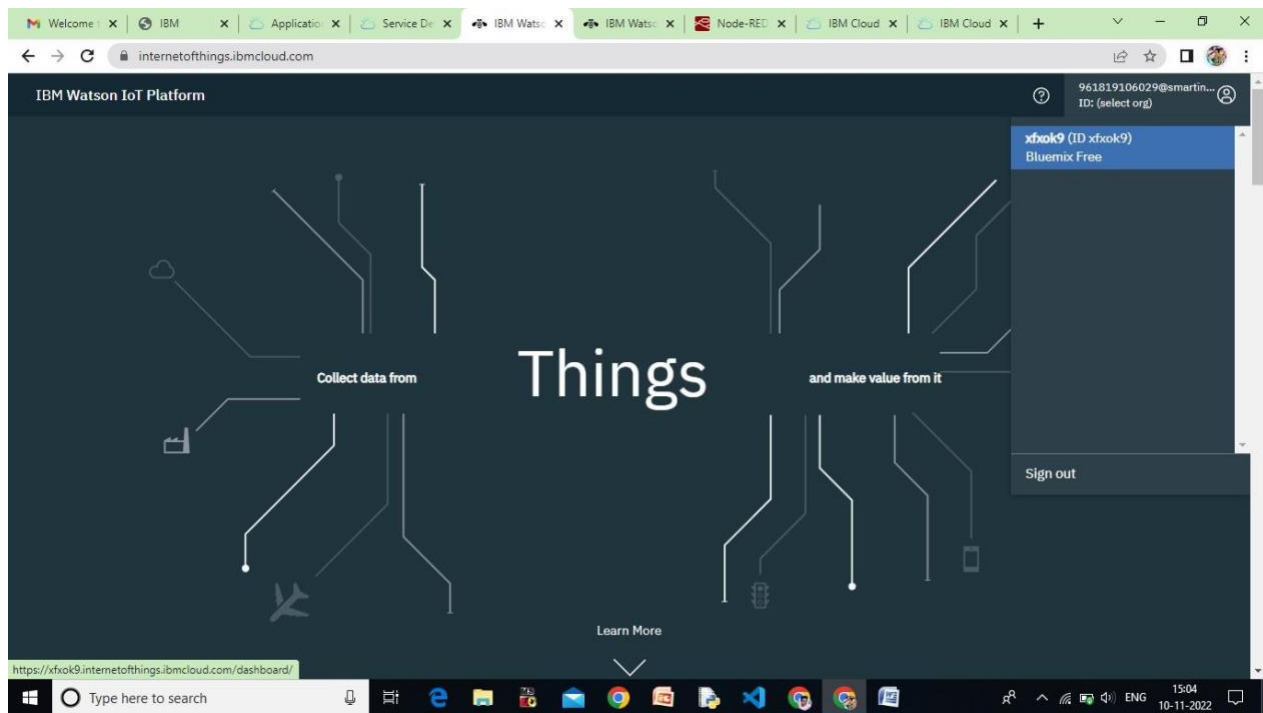 Welcome t
IBM
Applicatio
Service De
IBM Watso
IBM Watso
Node-RED
IBM Cloud
IBM Cloud
internetofthings.ibmcloud.com
IBM Watson IoT Platform
961819106029@smartin...
ID: (select org)
xfxok9 (ID xfxok9)
Bluemix Free
Collect data from
Things
and make value from it
Sign out
Learn More
https://xfxok9.internetofthings.ibmcloud.com/dashboard/
Type here to search
ENG
15:04
10-11-2022